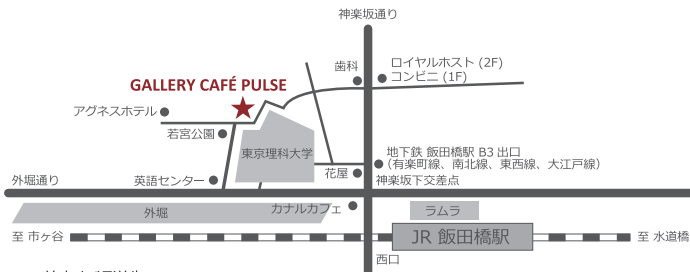 神楽坂通り
歯科
ロイヤルホスト (2F)
コンビニ (1F)
GALLERY CAFÉ PULSE
アグネスホテル
若宮公園
東京理科大学
地下鉄 飯田橋駅 B3 出口
(有楽町線、南北線、東西線、大江戸線)
花屋
英語センター
外堀通り
神楽坂下交差点
外堀
カナルカフェ
ラムラ
至 市ヶ谷
JR 飯田橋駅
至 水道橋
西口